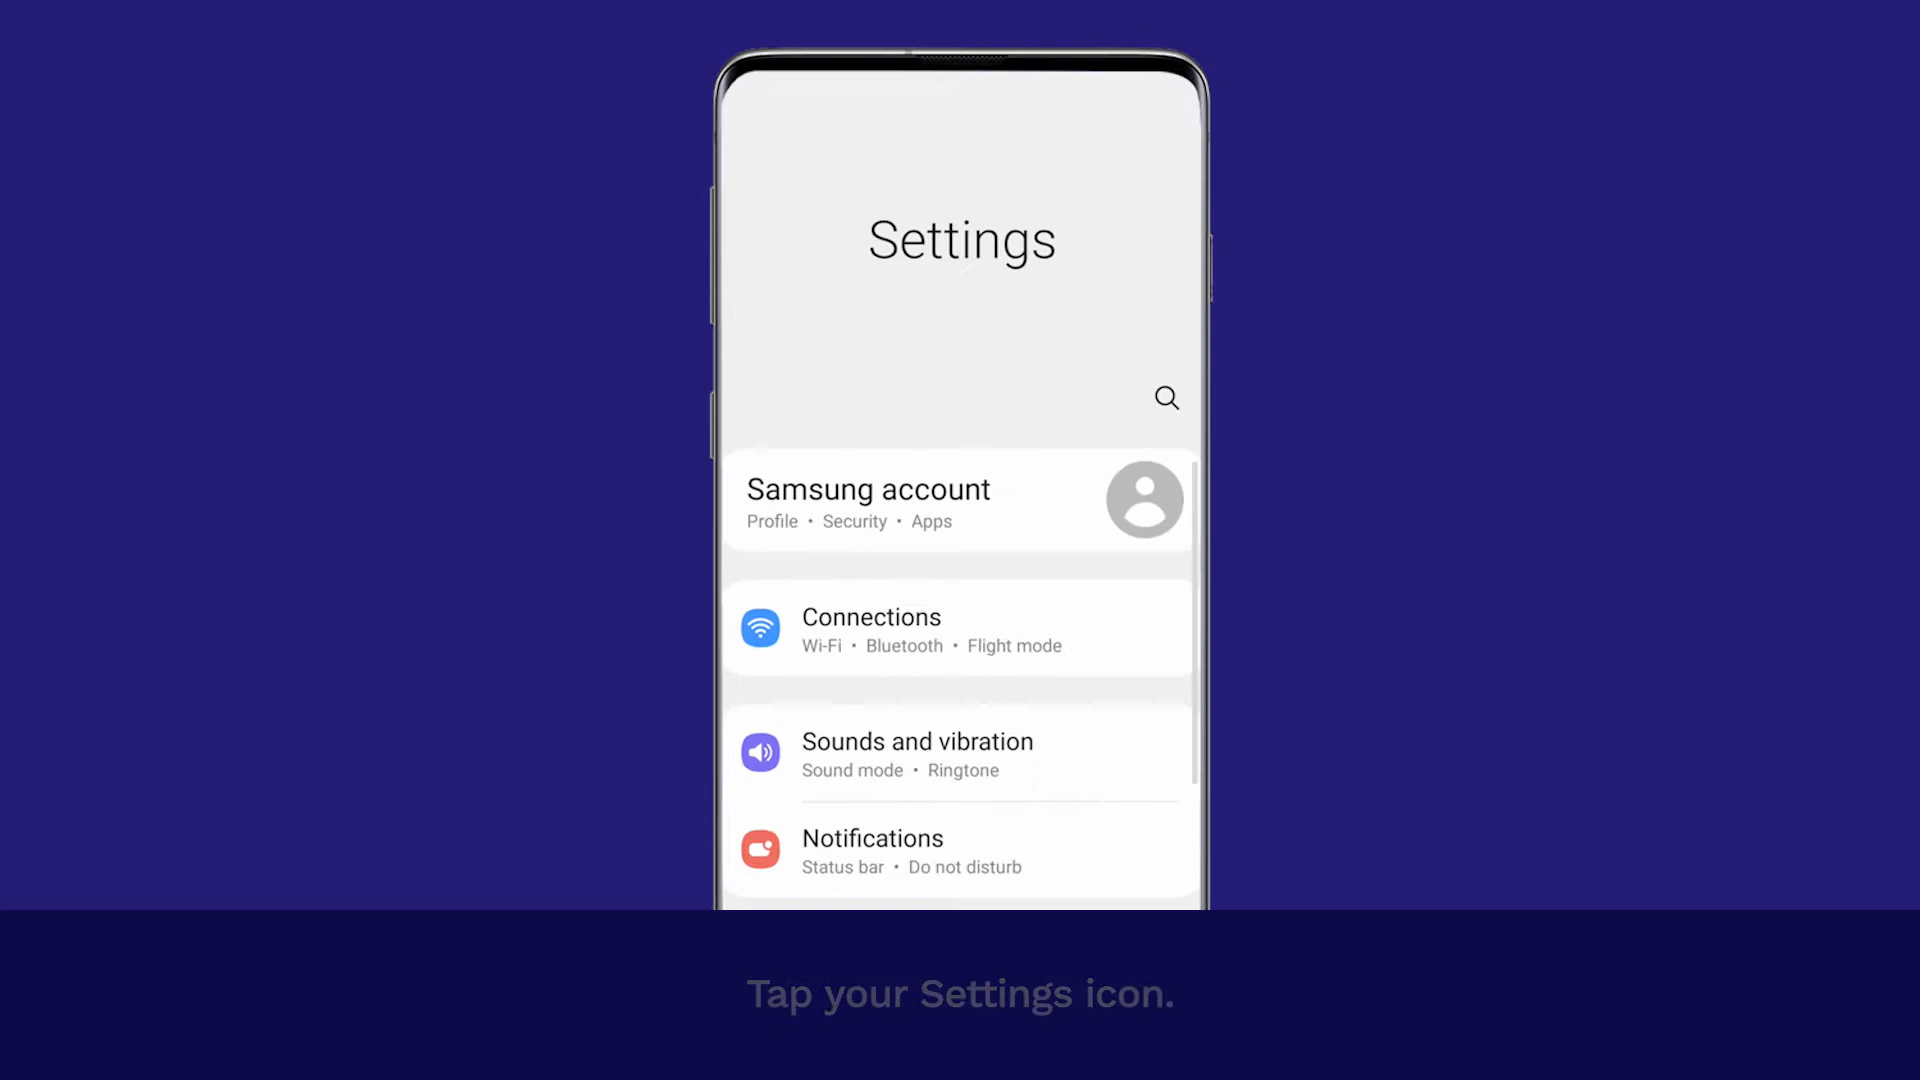 Settings
Samsung account
Profile • Security • Apps
Connections
Wi-Fi • Bluetooth • Flight mode
Sounds and vibration
Sound mode • Ringtone
Notifications
Status bar • Do not disturb
Tap your Settings icon.